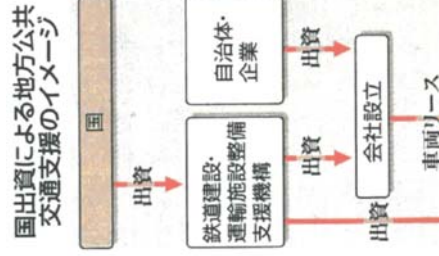 国出資による地方公共
交通支援のイメージ
国
出資
自治体・
企業
鉄道建設・
運輸施設整備
支援機構
出資
出資
会社設立
出資
車両リース